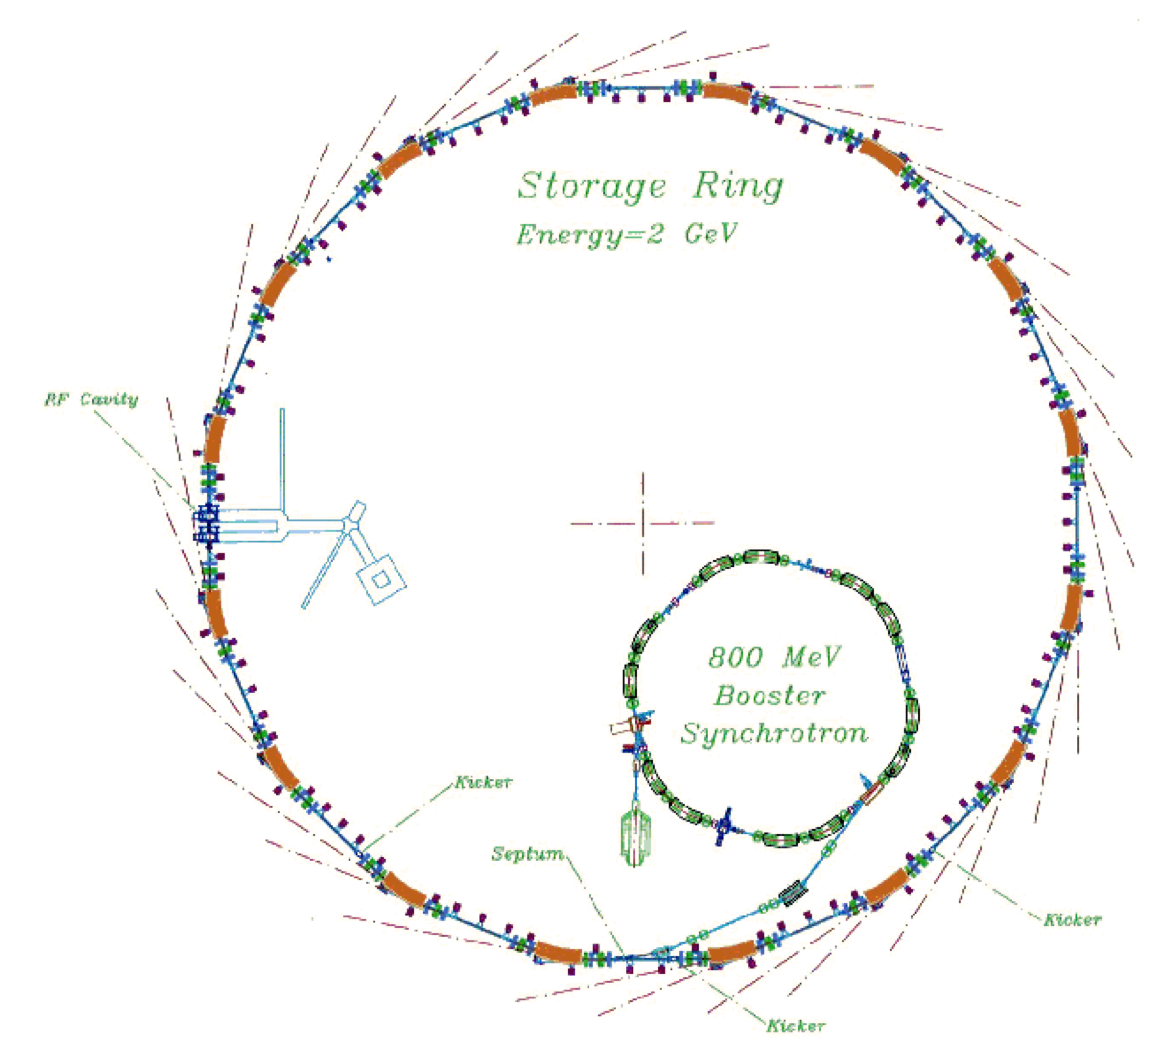 Storage Ring
Energy=2 GeV
RF Cavity
800 MeV
Booster
Synchrotron
Kicker
Septum
Kicker
Kicker